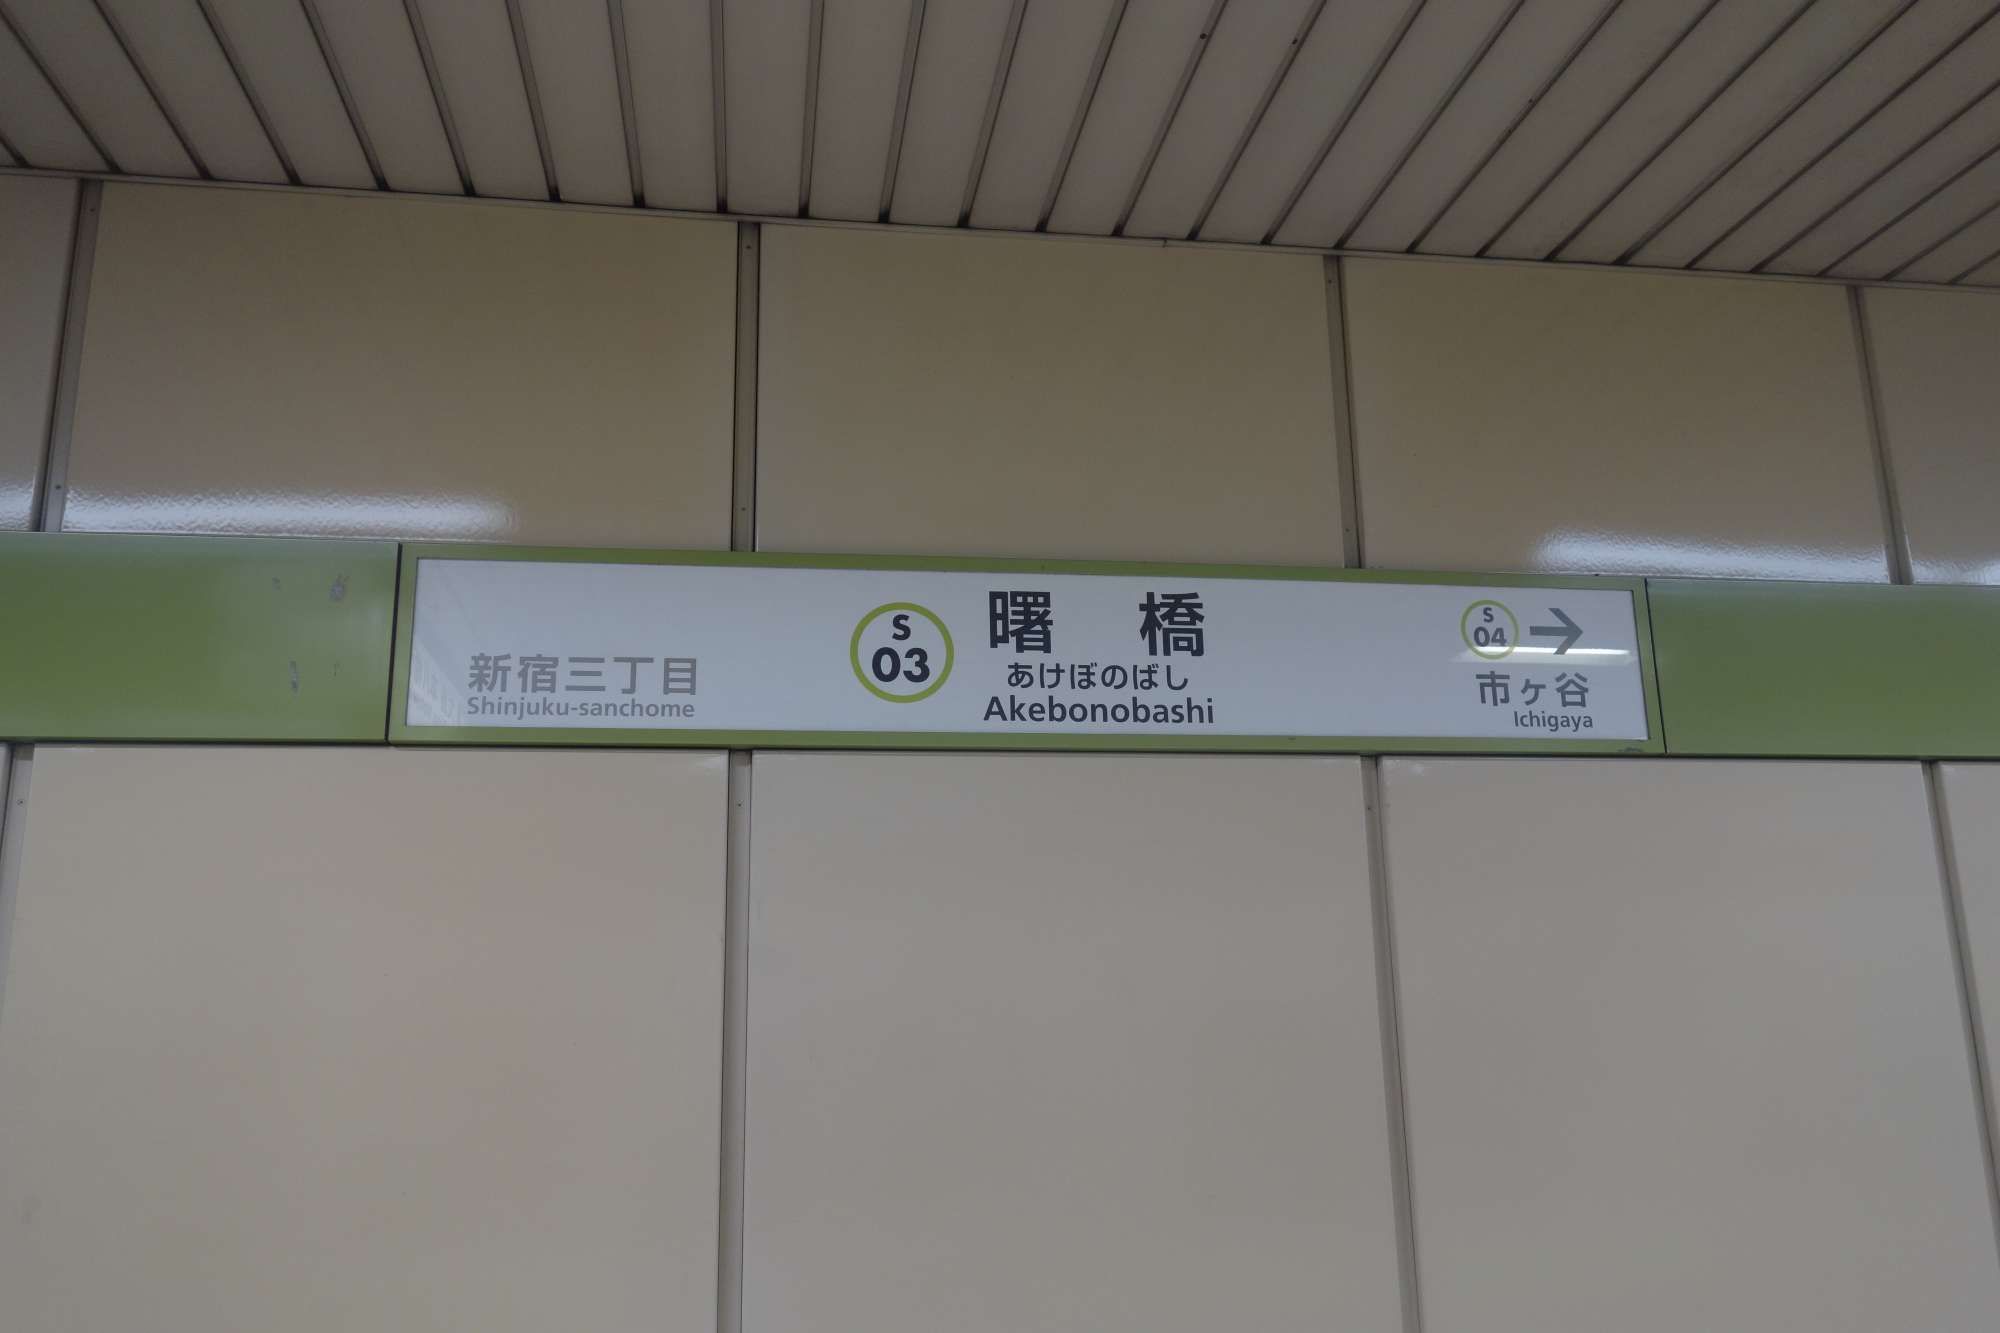 新宿三丁目
Shinjuku-sanchome
S
03
曙 橋
あけぼのばし
Akebonobashi
S
04
→
市ヶ谷
Ichigaya